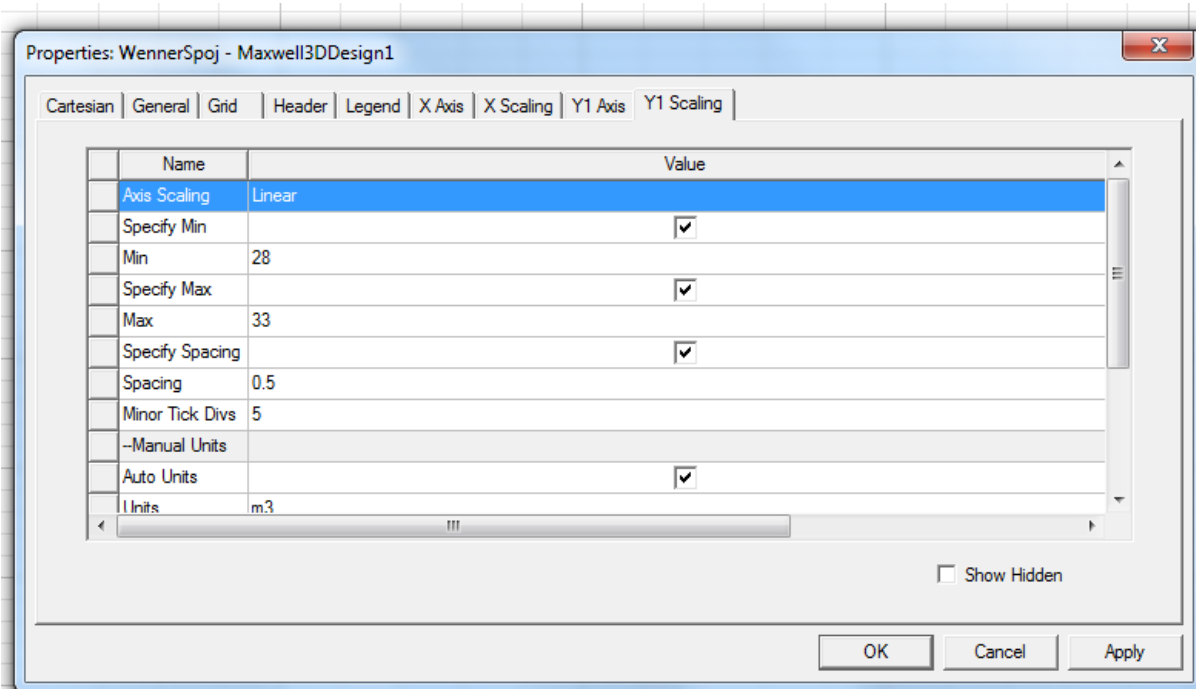 Properties: WennerSpoj - Maxwell3DDesign1
Cartesian General Grid Header Legend X Axis X Scaling Y1 Axis Y1 Scaling
Name Value
Axis Scaling Linear
Specify Min
Min 28
Specify Max
Max 33
Specify Spacing
Spacing 0.5
Minor Tick Divs 5
--Manual Units
Auto Units
Units m3
Show Hidden
OK Cancel Apply